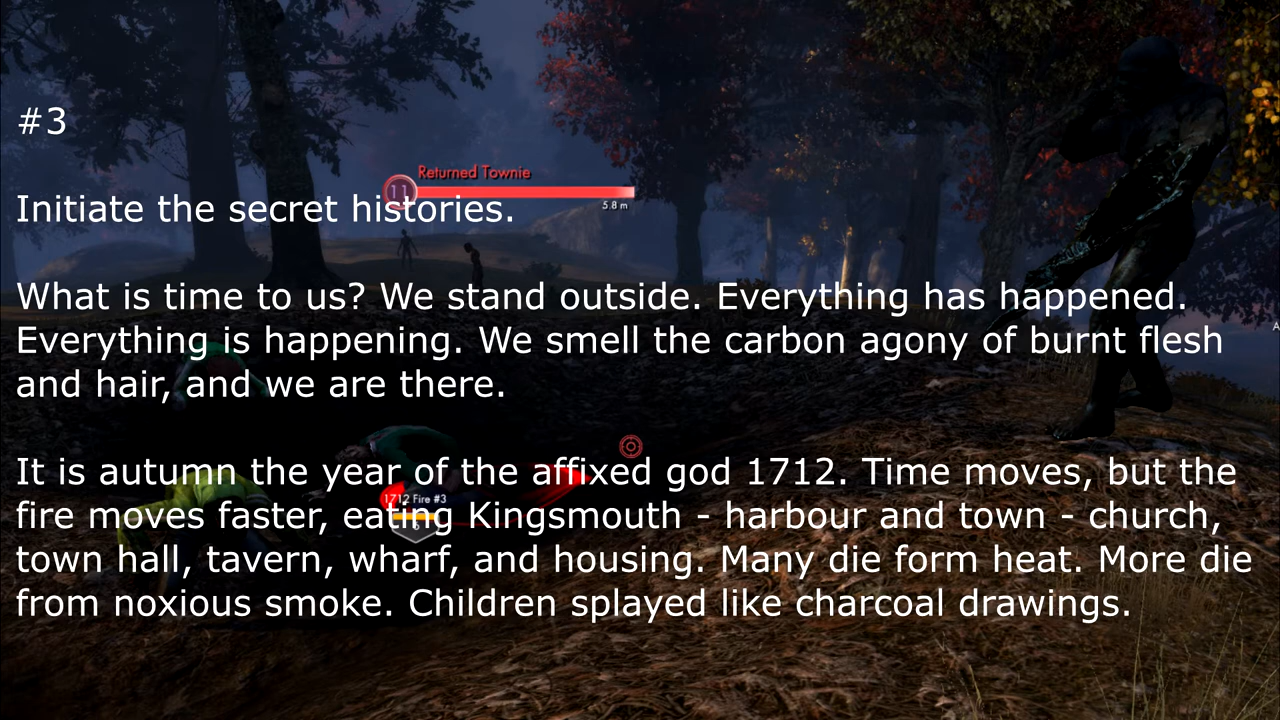 #3
Returned Townie
11
5.8 m
Initiate the secret histories.
What is time to us? We stand outside. Everything has happened.
Everything is happening. We smell the carbon agony of burnt flesh
and hair, and we are there.
It is autumn the year of the affixed god 1712. Time moves, but the
1712 Fire #3
fire moves faster, eating Kingsmouth - harbour and town - church,
town hall, tavern, wharf, and housing. Many die form heat. More die
from noxious smoke. Children splayed like charcoal drawings.